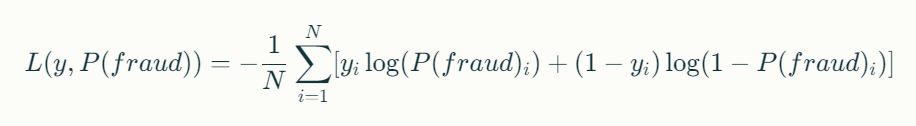 L(y, P(fraud)) = -\frac{1}{N} \sum_{i=1}^{N} [y_i \log(P(fraud)_i) + (1 - y_i) \log(1 - P(fraud)_i)]